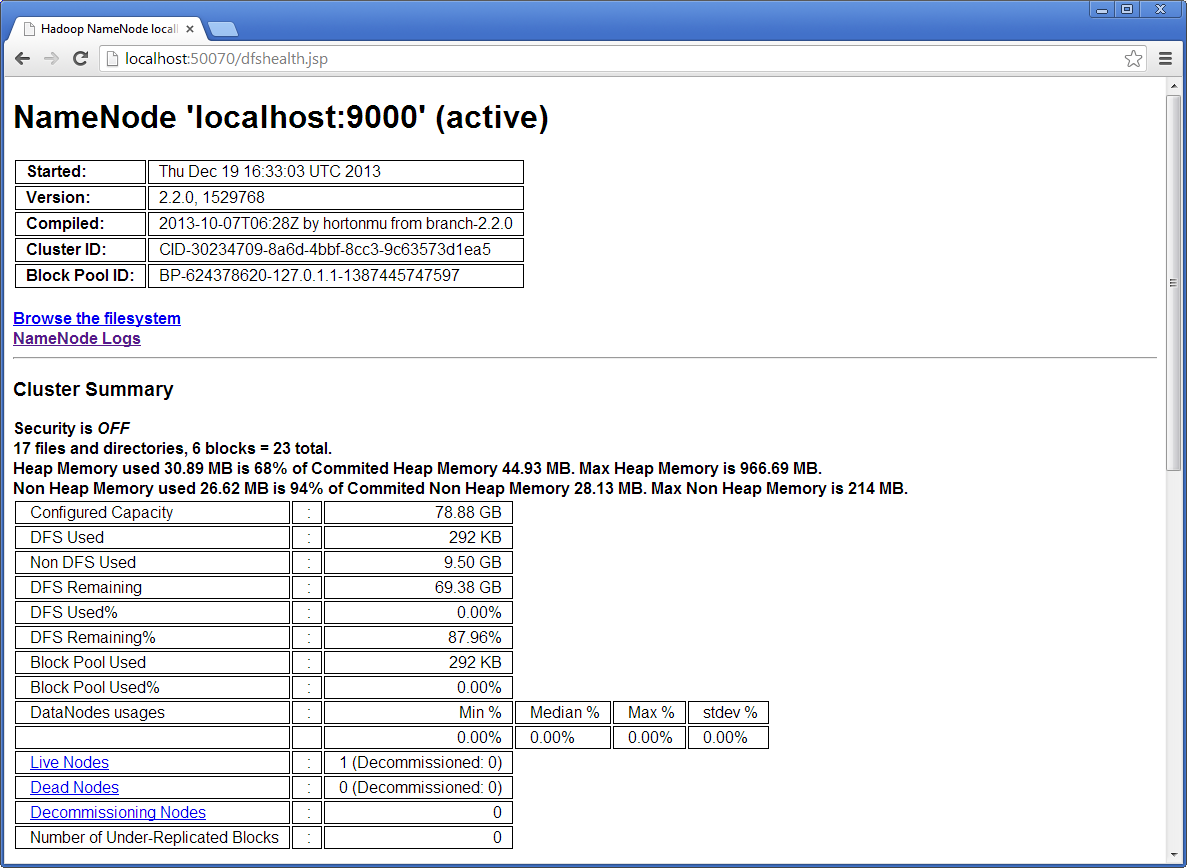 Hadoop NameNode local
localhost:50070/dfshealth.jsp
NameNode 'localhost:9000' (active)
Started: Thu Dec 19 16:33:03 UTC 2013
Version: 2.2.0, 1529768
Compiled: 2013-10-07T06:28Z by hortonmu from branch-2.2.0
Cluster ID: CID-30234709-8a6d-4bbf-8cc3-9c63573d1ea5
Block Pool ID: BP-624378620-127.0.1.1-1387445747597
Browse the filesystem
NameNode Logs
Cluster Summary
Security is OFF
17 files and directories, 6 blocks = 23 total.
Heap Memory used 30.89 MB is 68% of Commited Heap Memory 44.93 MB. Max Heap Memory is 966.69 MB.
Non Heap Memory used 26.62 MB is 94% of Commited Non Heap Memory 28.13 MB. Max Non Heap Memory is 214 MB.
Configured Capacity : 78.88 GB
DFS Used : 292 KB
Non DFS Used : 9.50 GB
DFS Remaining : 69.38 GB
DFS Used% : 0.00%
DFS Remaining% : 87.96%
Block Pool Used : 292 KB
Block Pool Used% : 0.00%
DataNodes usages : Min % Median % Max % stdev %
0.00% 0.00% 0.00% 0.00%
Live Nodes : 1 (Decommissioned: 0)
Dead Nodes : 0 (Decommissioned: 0)
Decommissioning Nodes : 0
Number of Under-Replicated Blocks : 0